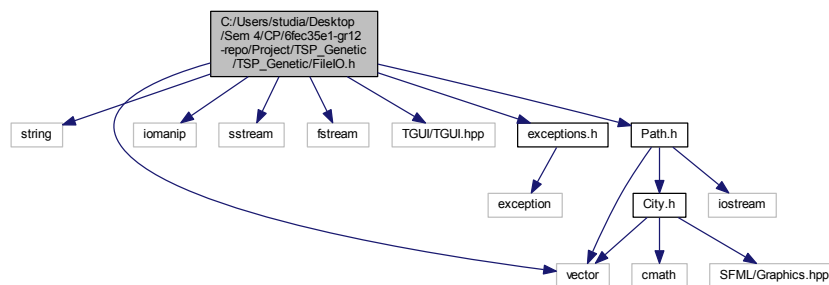 C:/Users/studia/Desktop
/Sem 4/CP/6fec35e1-gr12
-repo/Project/TSP_Genetic
/TSP_Genetic/FileIO.h
string
iomanip
sstream
fstream
TGUI/TGUI.hpp
exceptions.h
Path.h
exception
City.h
iostream
vector
cmath
SFML/Graphics.hpp